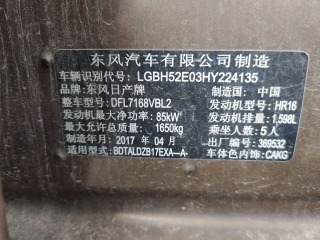 东风汽车有限公司制造
车辆识别代号: LGBH52E03HY224135
品牌: 东风日产牌 制造国: 中国
整车型号: DFL7168VBL2 发动机型号: HR16
发动机最大净功率: 85kW 发动机排量: 1,598L
最大允许总质量: 1650kg 乘坐人数: 5人
制造年月: 2017 年 04 月 出厂编号: 369532
适用型号: BDTALDZB17EXA-A- 车体色内饰: CAKG